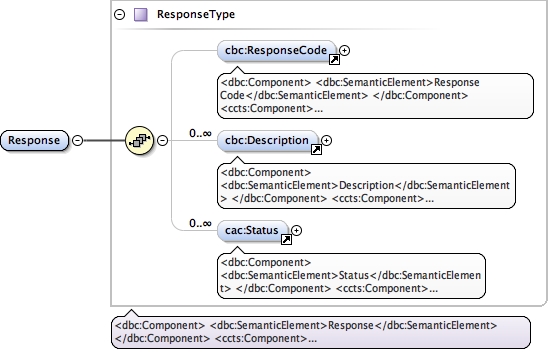 ResponseType
cbc:ResponseCode
<dbc:Component> <dbc:SemanticElement>Response
Code</dbc:SemanticElement> </dbc:Component>
<ccts:Component>...
Response
0..∞
cbc:Description
<dbc:Component>
<dbc:SemanticElement>Description</dbc:SemanticElement
> </dbc:Component> <ccts:Component>...
0..∞
cac:Status
<dbc:Component>
<dbc:SemanticElement>Status</dbc:SemanticElemen
t> </dbc:Component> <ccts:Component>...
<dbc:Component> <dbc:SemanticElement>Response</dbc:SemanticElement>
</dbc:Component> <ccts:Component>...